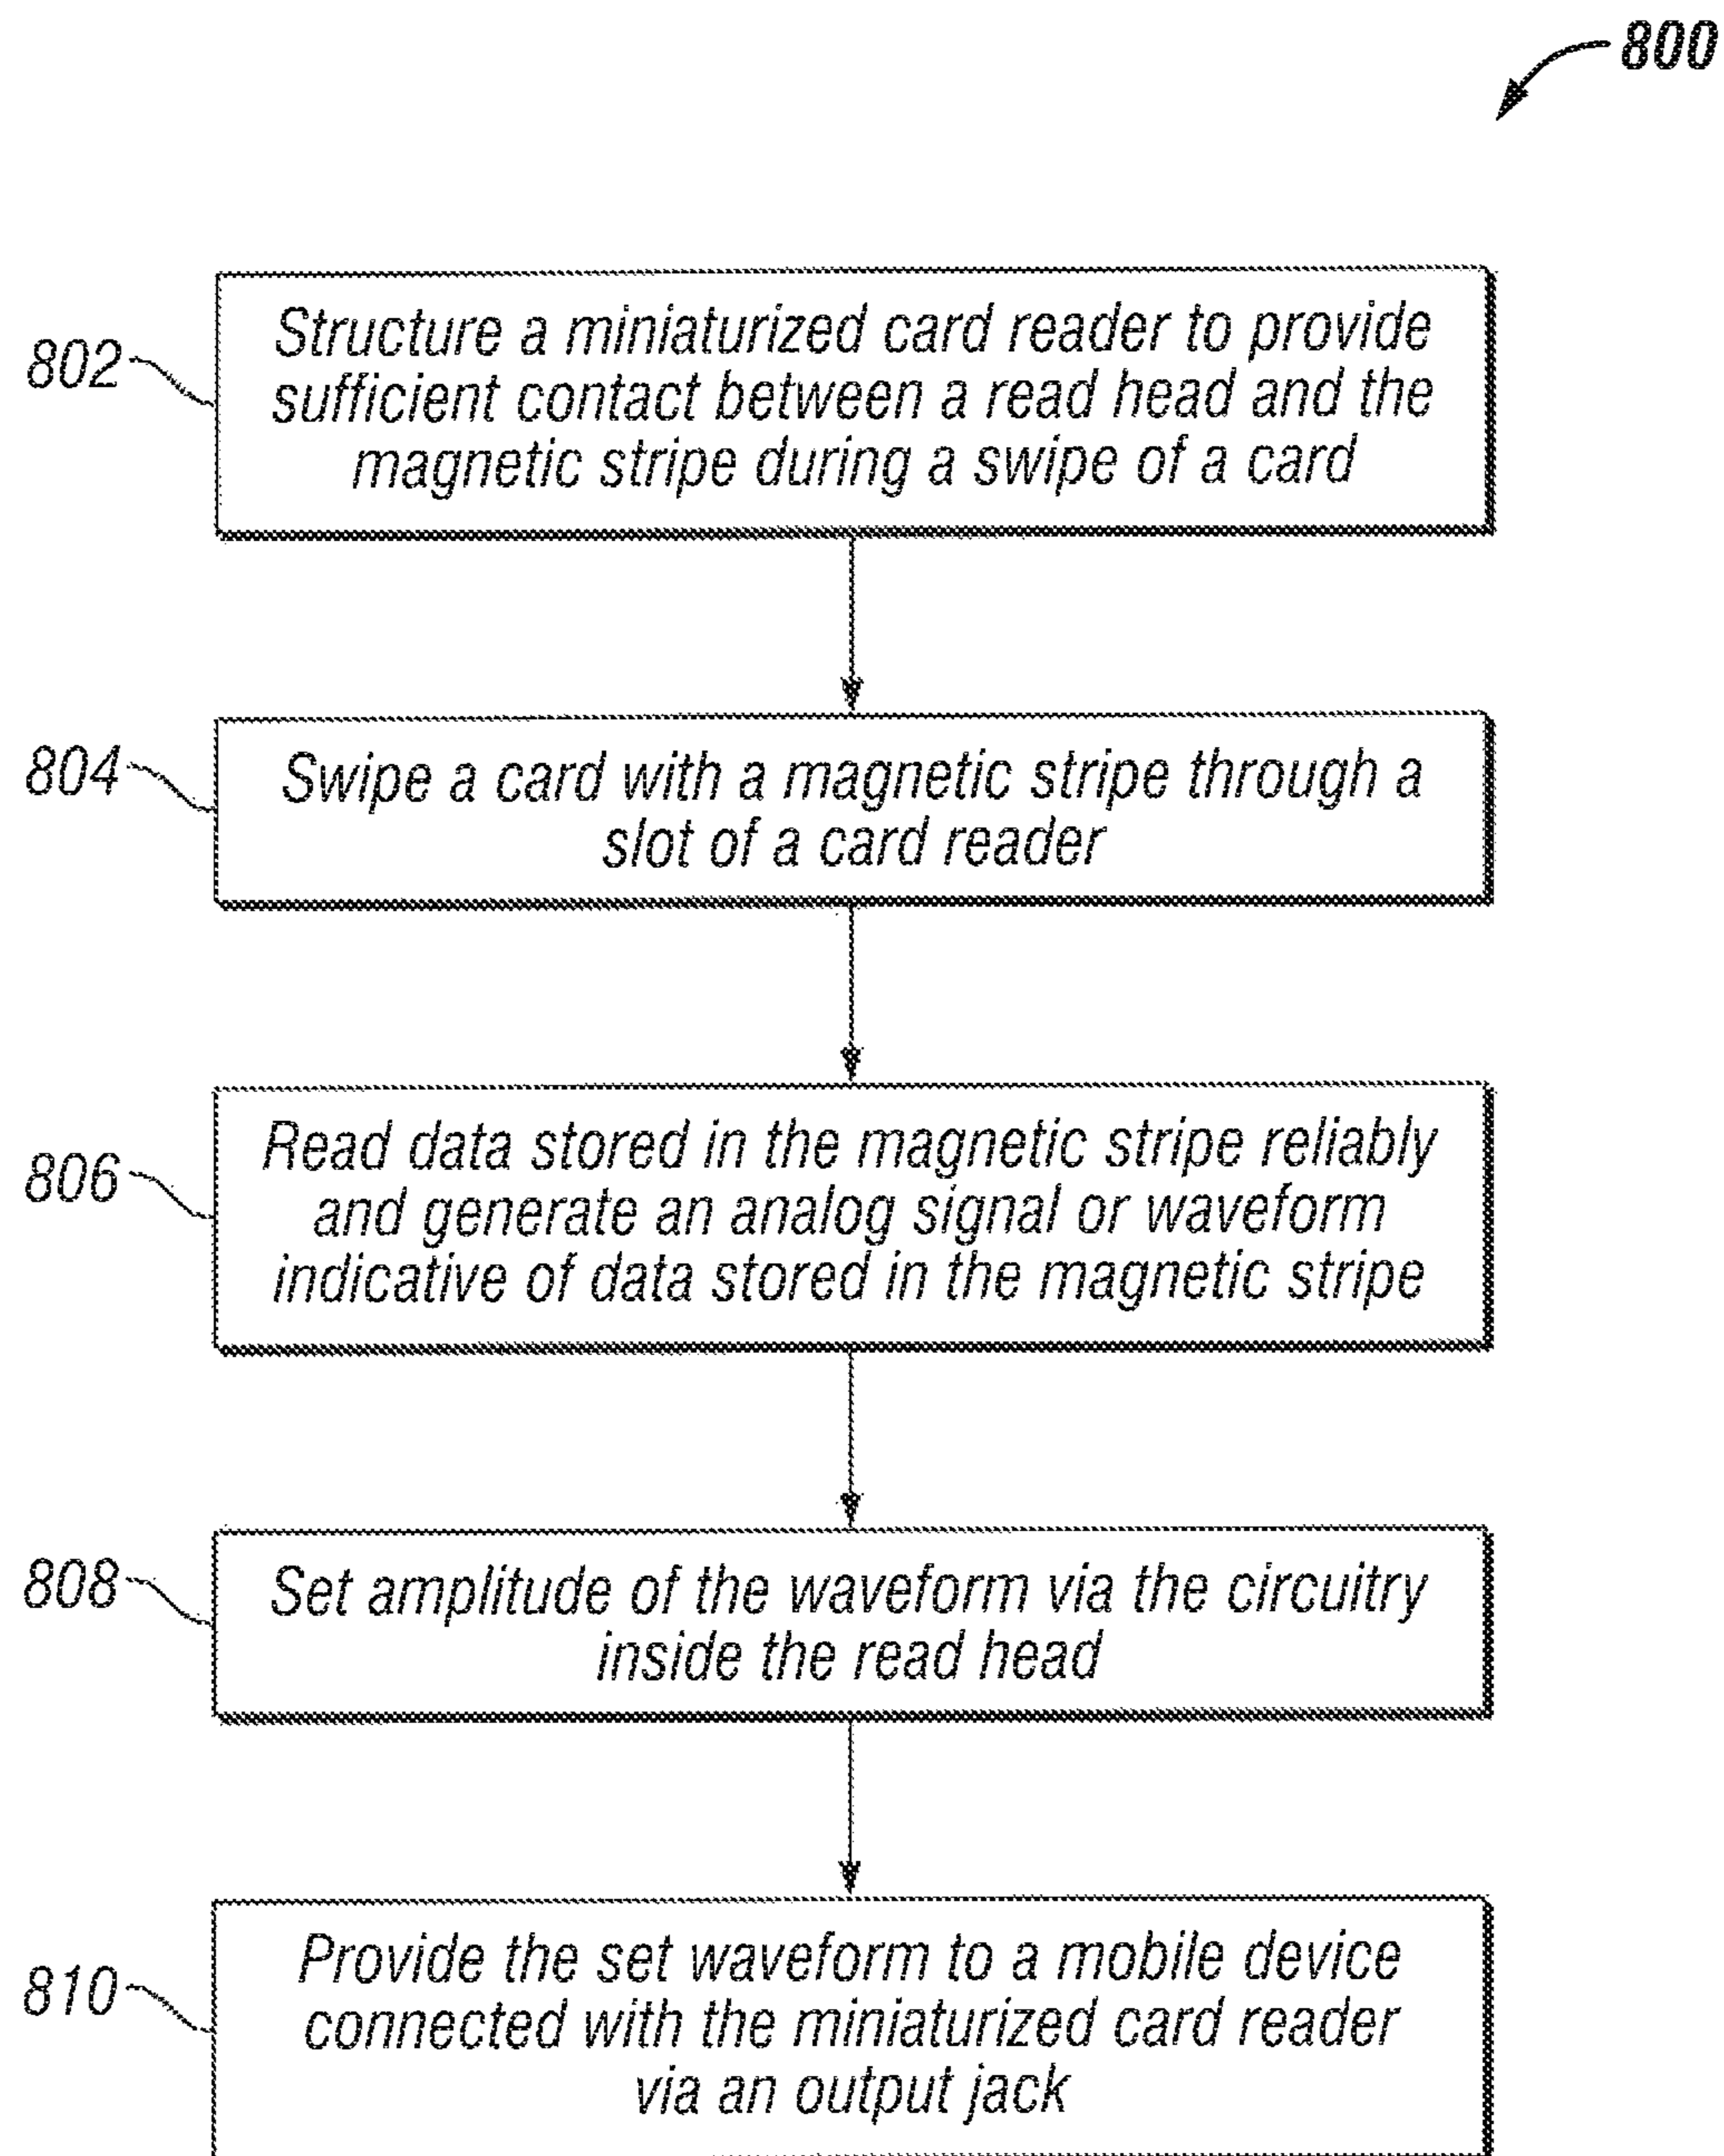 800
802
Structure a miniaturized card reader to provide
sufficient contact between a read head and the
magnetic stripe during a swipe of a card
804
Swipe a card with a magnetic stripe through a
slot of a card reader
806
Read data stored in the magnetic stripe reliably
and generate an analog signal or waveform
indicative of data stored in the magnetic stripe
808
Set amplitude of the waveform via the circuitry
inside the read head
810
Provide the set waveform to a mobile device
connected with the miniaturized card reader
via an output jack